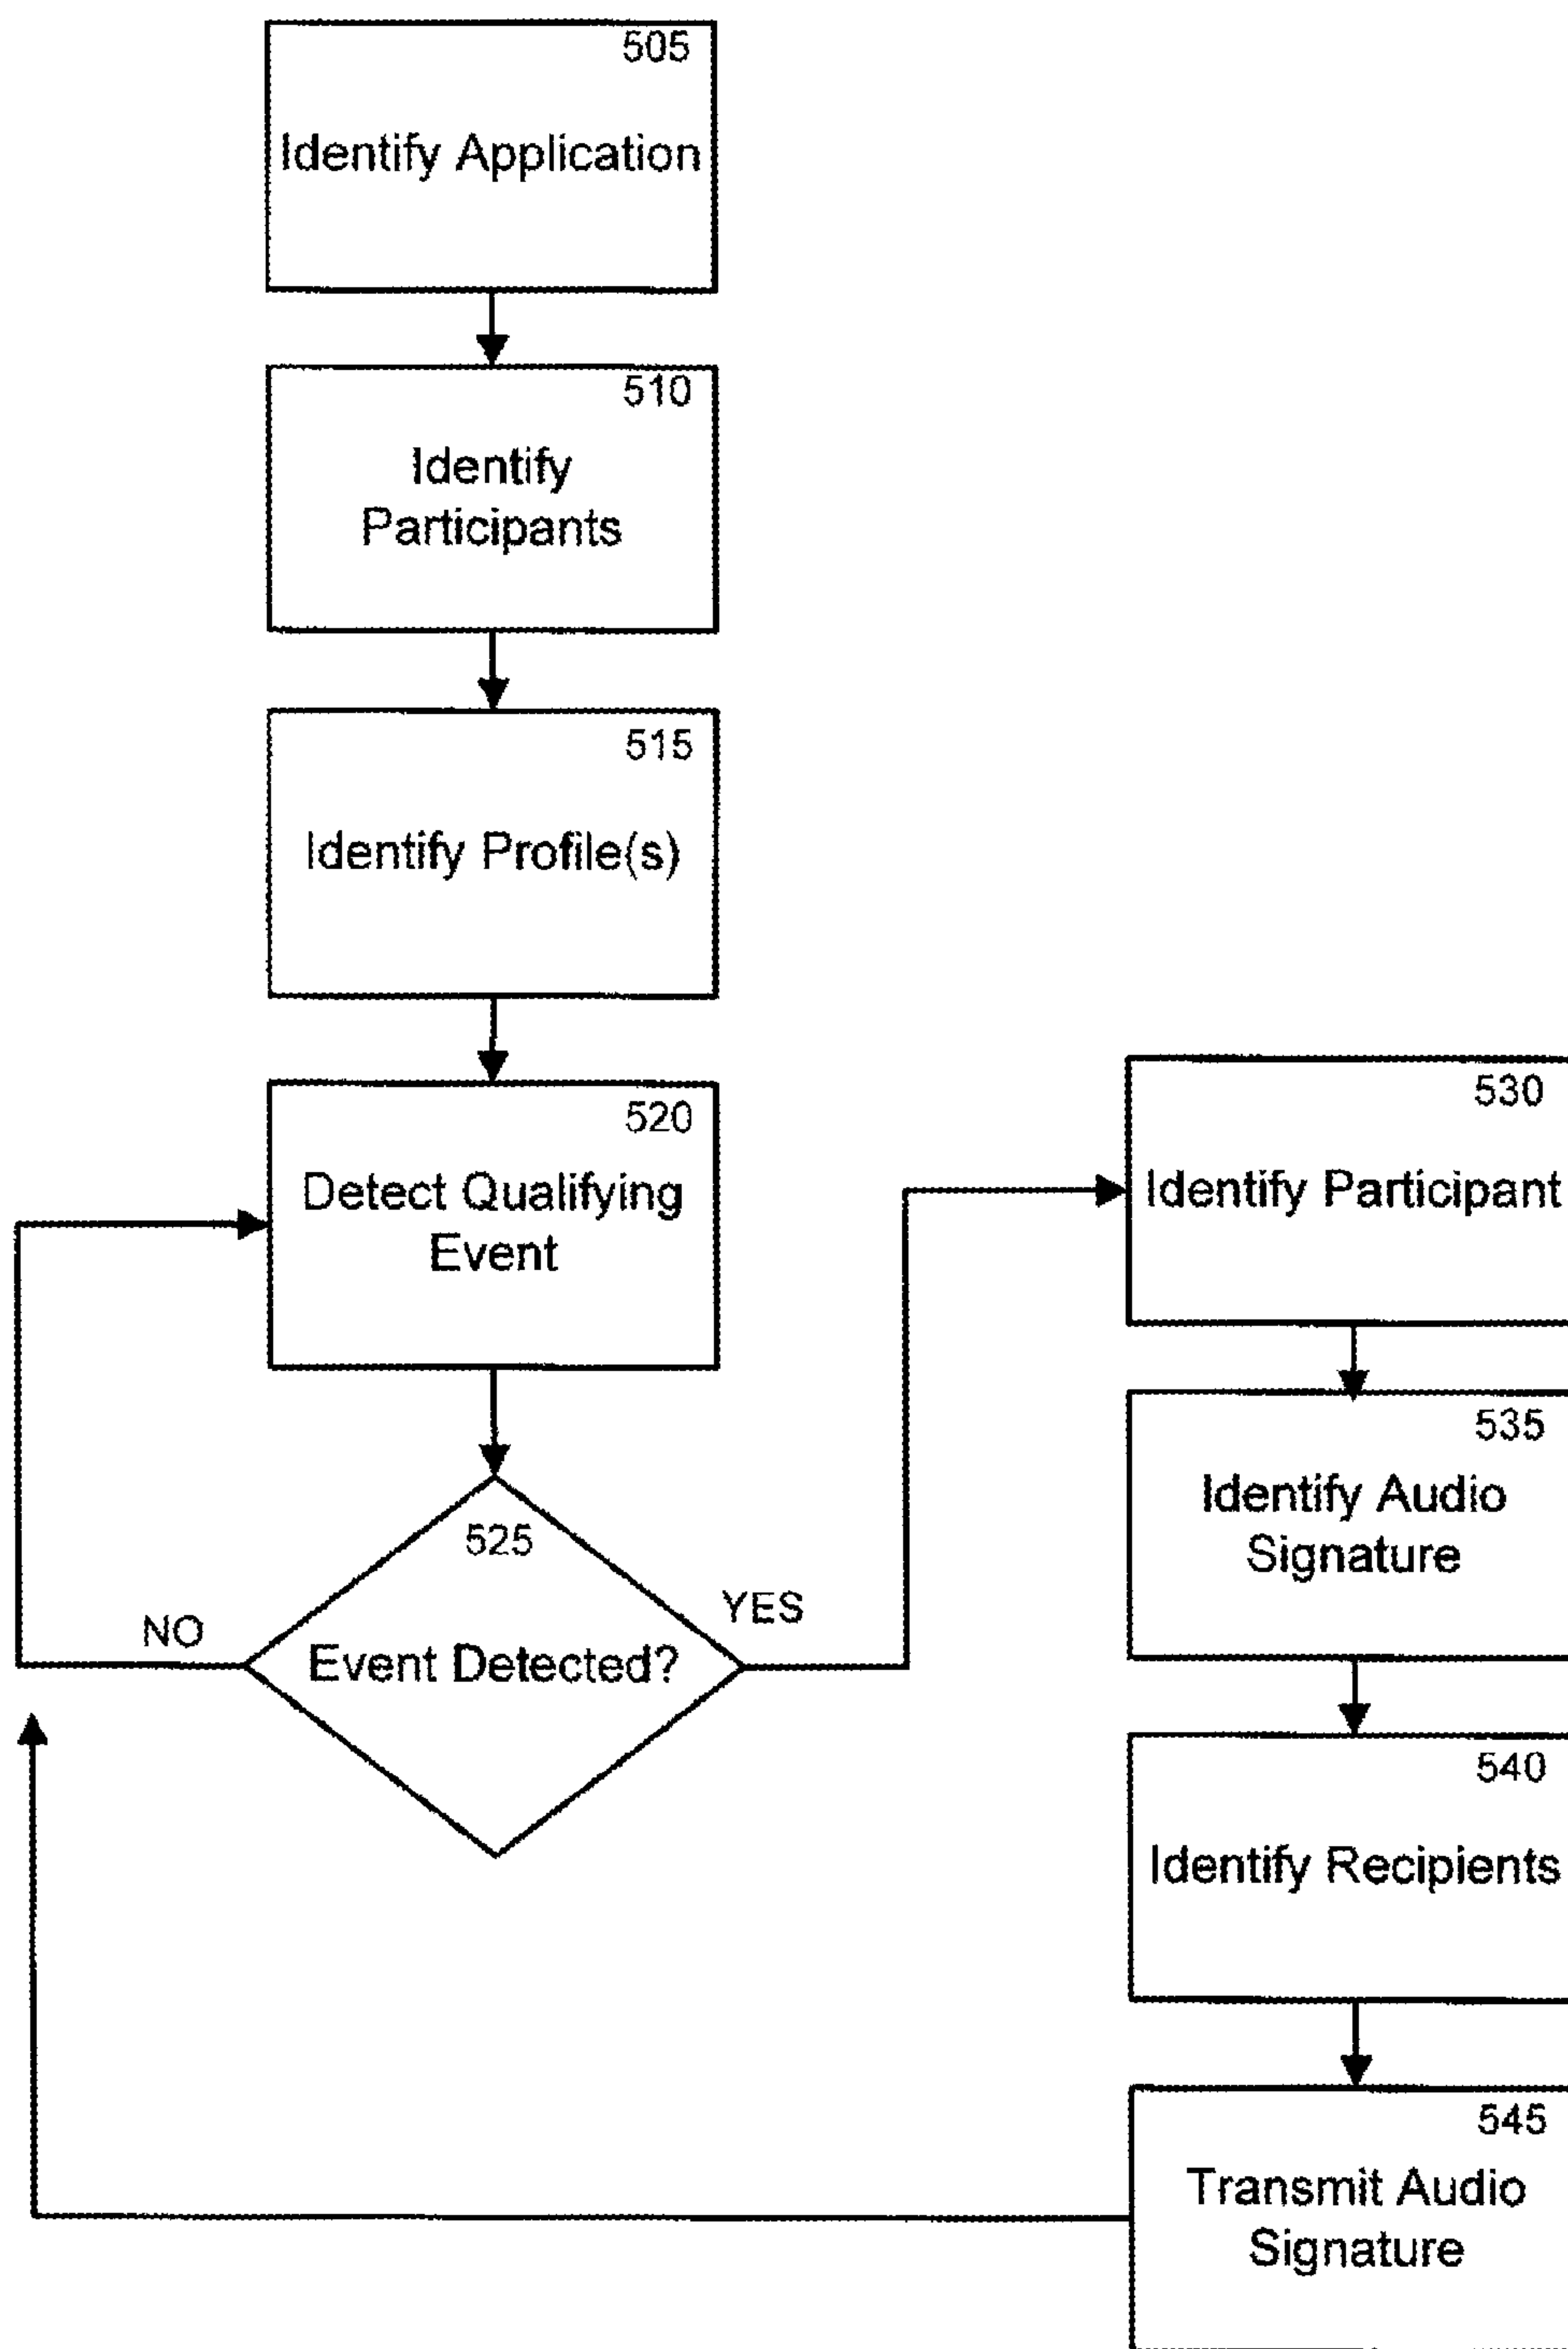 505
Identify Application
510
Identify
Participants
515
Identify Profile(s)
520
Detect Qualifying
Event
525
Event Detected?
NO
YES
530
Identify Participant
535
Identify Audio
Signature
540
Identify Recipients
545
Transmit Audio
Signature